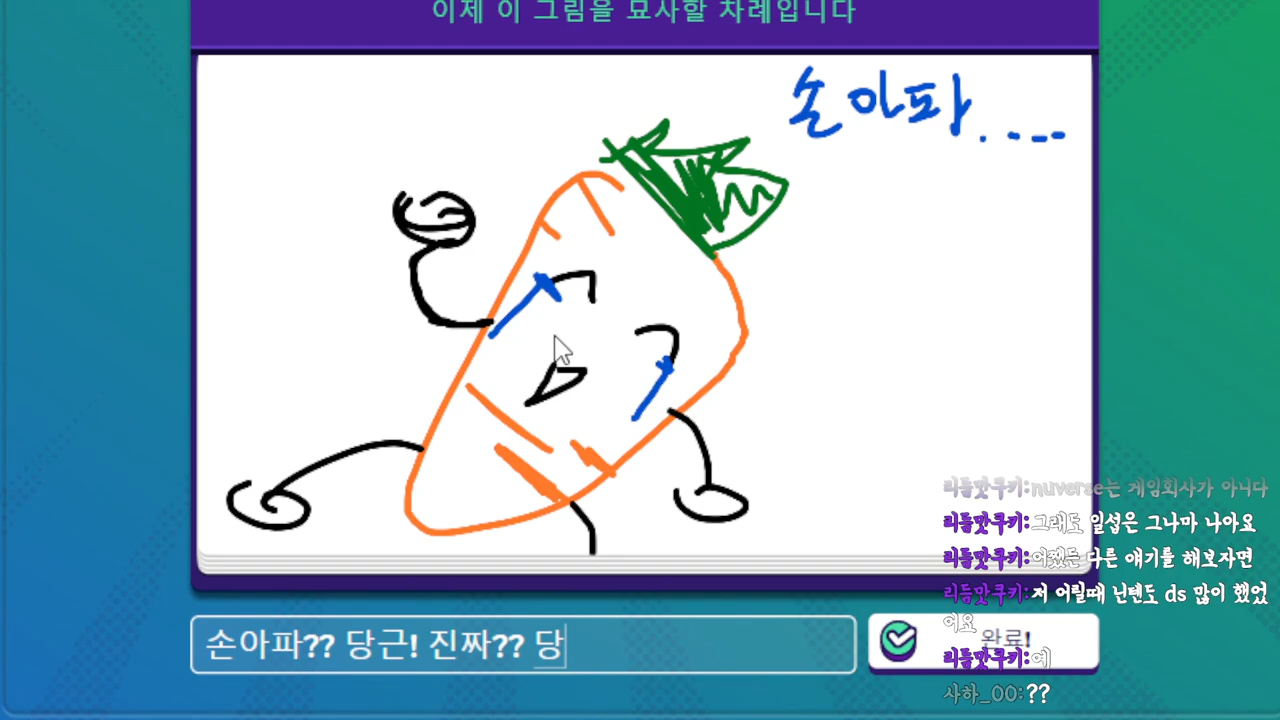 이제 이 그림을 묘사할 차례입니다
손아파....
리듬맛쿠키:nuverse는 게임회사가 아니다
리듬맛쿠키:그래도 일섭은 그나마 나아요
리듬맛쿠키:어쨌든 다른 얘기를 해보자면
리듬맛쿠키:저 어릴때 닌텐도 ds 많이 했었
어요
손아파?? 당근! 진짜?? 당
완료!
리듬맛쿠키:에
사하_00:??